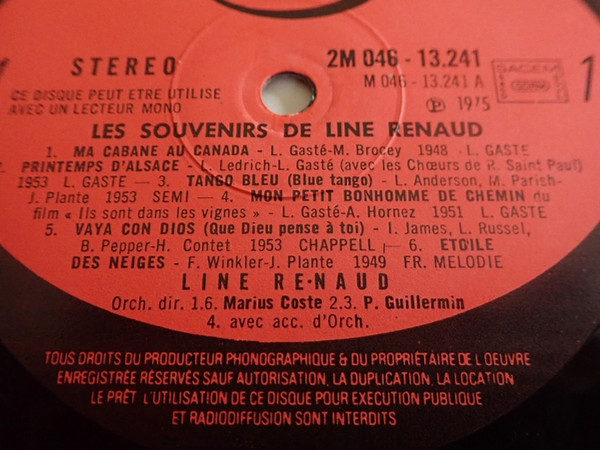 1 STEREO 2M 046 - 13.241 SACEM 1
CE DISQUE PEUT ETRE UTILISE M 046 - 13.241 A
AVEC UN LECTEUR MONO Ⓟ 1975
LES SOUVENIRS DE LINE RENAUD
1. MA CABANE AU CANADA - L. Gasté-M. Brocey 1948 - L. GASTE
2. PRINTEMPS D'ALSACE - L. Ledrich-L. Gasté (avec les Chœurs de R. Saint Paul)
1953 L. GASTE — 3. TANGO BLEU (Blue tango) - L. Anderson, M. Parish-
J. Plante 1953 SEMI — 4. MON PETIT BONHOMME DE CHEMIN du
film « Ils sont dans les vignes » - L. Gasté-A. Hornez 1951 L. GASTE
5. VAYA CON DIOS (Que Dieu pense à toi) - I. James, L. Russel,
B. Pepper-H. Contet 1953 CHAPPELL - 6. ETOILE
DES NEIGES - F. Winkler-J. Plante 1949 FR. MELODIE
LINE RENAUD
Orch. dir. 1.6. Marius Coste 2.3. P. Guillermin
4. avec acc. d'Orch.
TOUS DROITS DU PRODUCTEUR PHONOGRAPHIQUE & DU PROPRIÉTAIRE DE L OEUVRE
ENREGISTRÉE RÉSERVÉS SAUF AUTORISATION, LA DUPLICATION, LA LOCATION
LE PRÊT L'UTILISATION DE CE DISQUE POUR EXECUTION PUBLIQUE
ET RADIODIFFUSION SONT INTERDITS